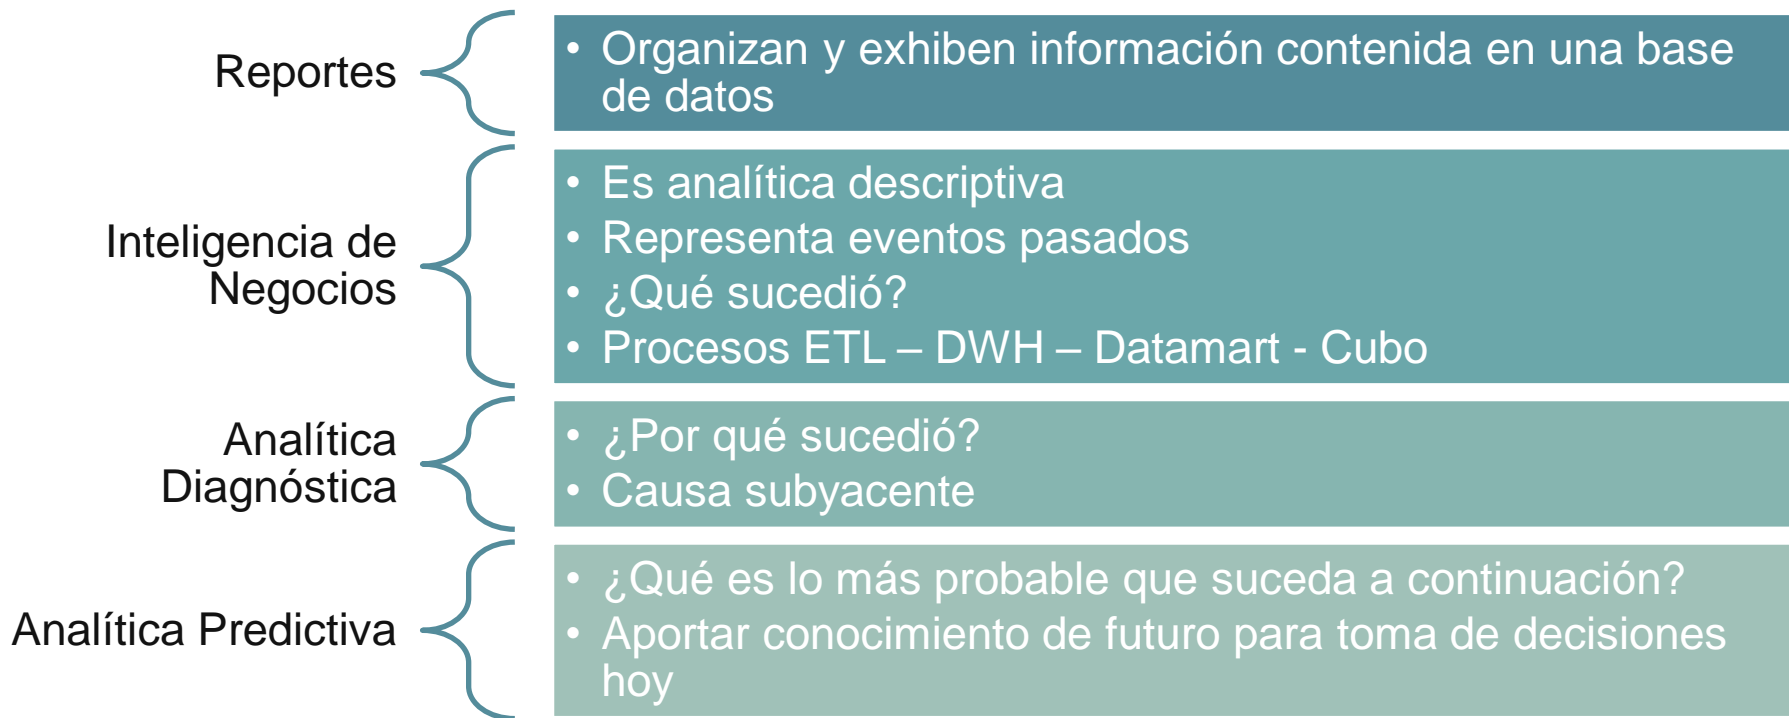 Reportes
• Organizan y exhiben información contenida en una base
de datos
Inteligencia de
Negocios
• Es analítica descriptiva
• Representa eventos pasados
• ¿Qué sucedió?
• Procesos ETL – DWH – Datamart - Cubo
Analítica
Diagnóstica
• ¿Por qué sucedió?
• Causa subyacente
Analítica Predictiva
• ¿Qué es lo más probable que suceda a continuación?
• Aportar conocimiento de futuro para toma de decisiones
hoy